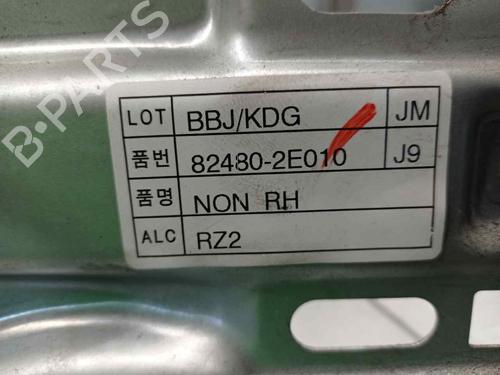 B-PARTS
LOT BBJ/KDG JM
품번 82480-2E010 J9
품명 NON RH
ALC RZ2